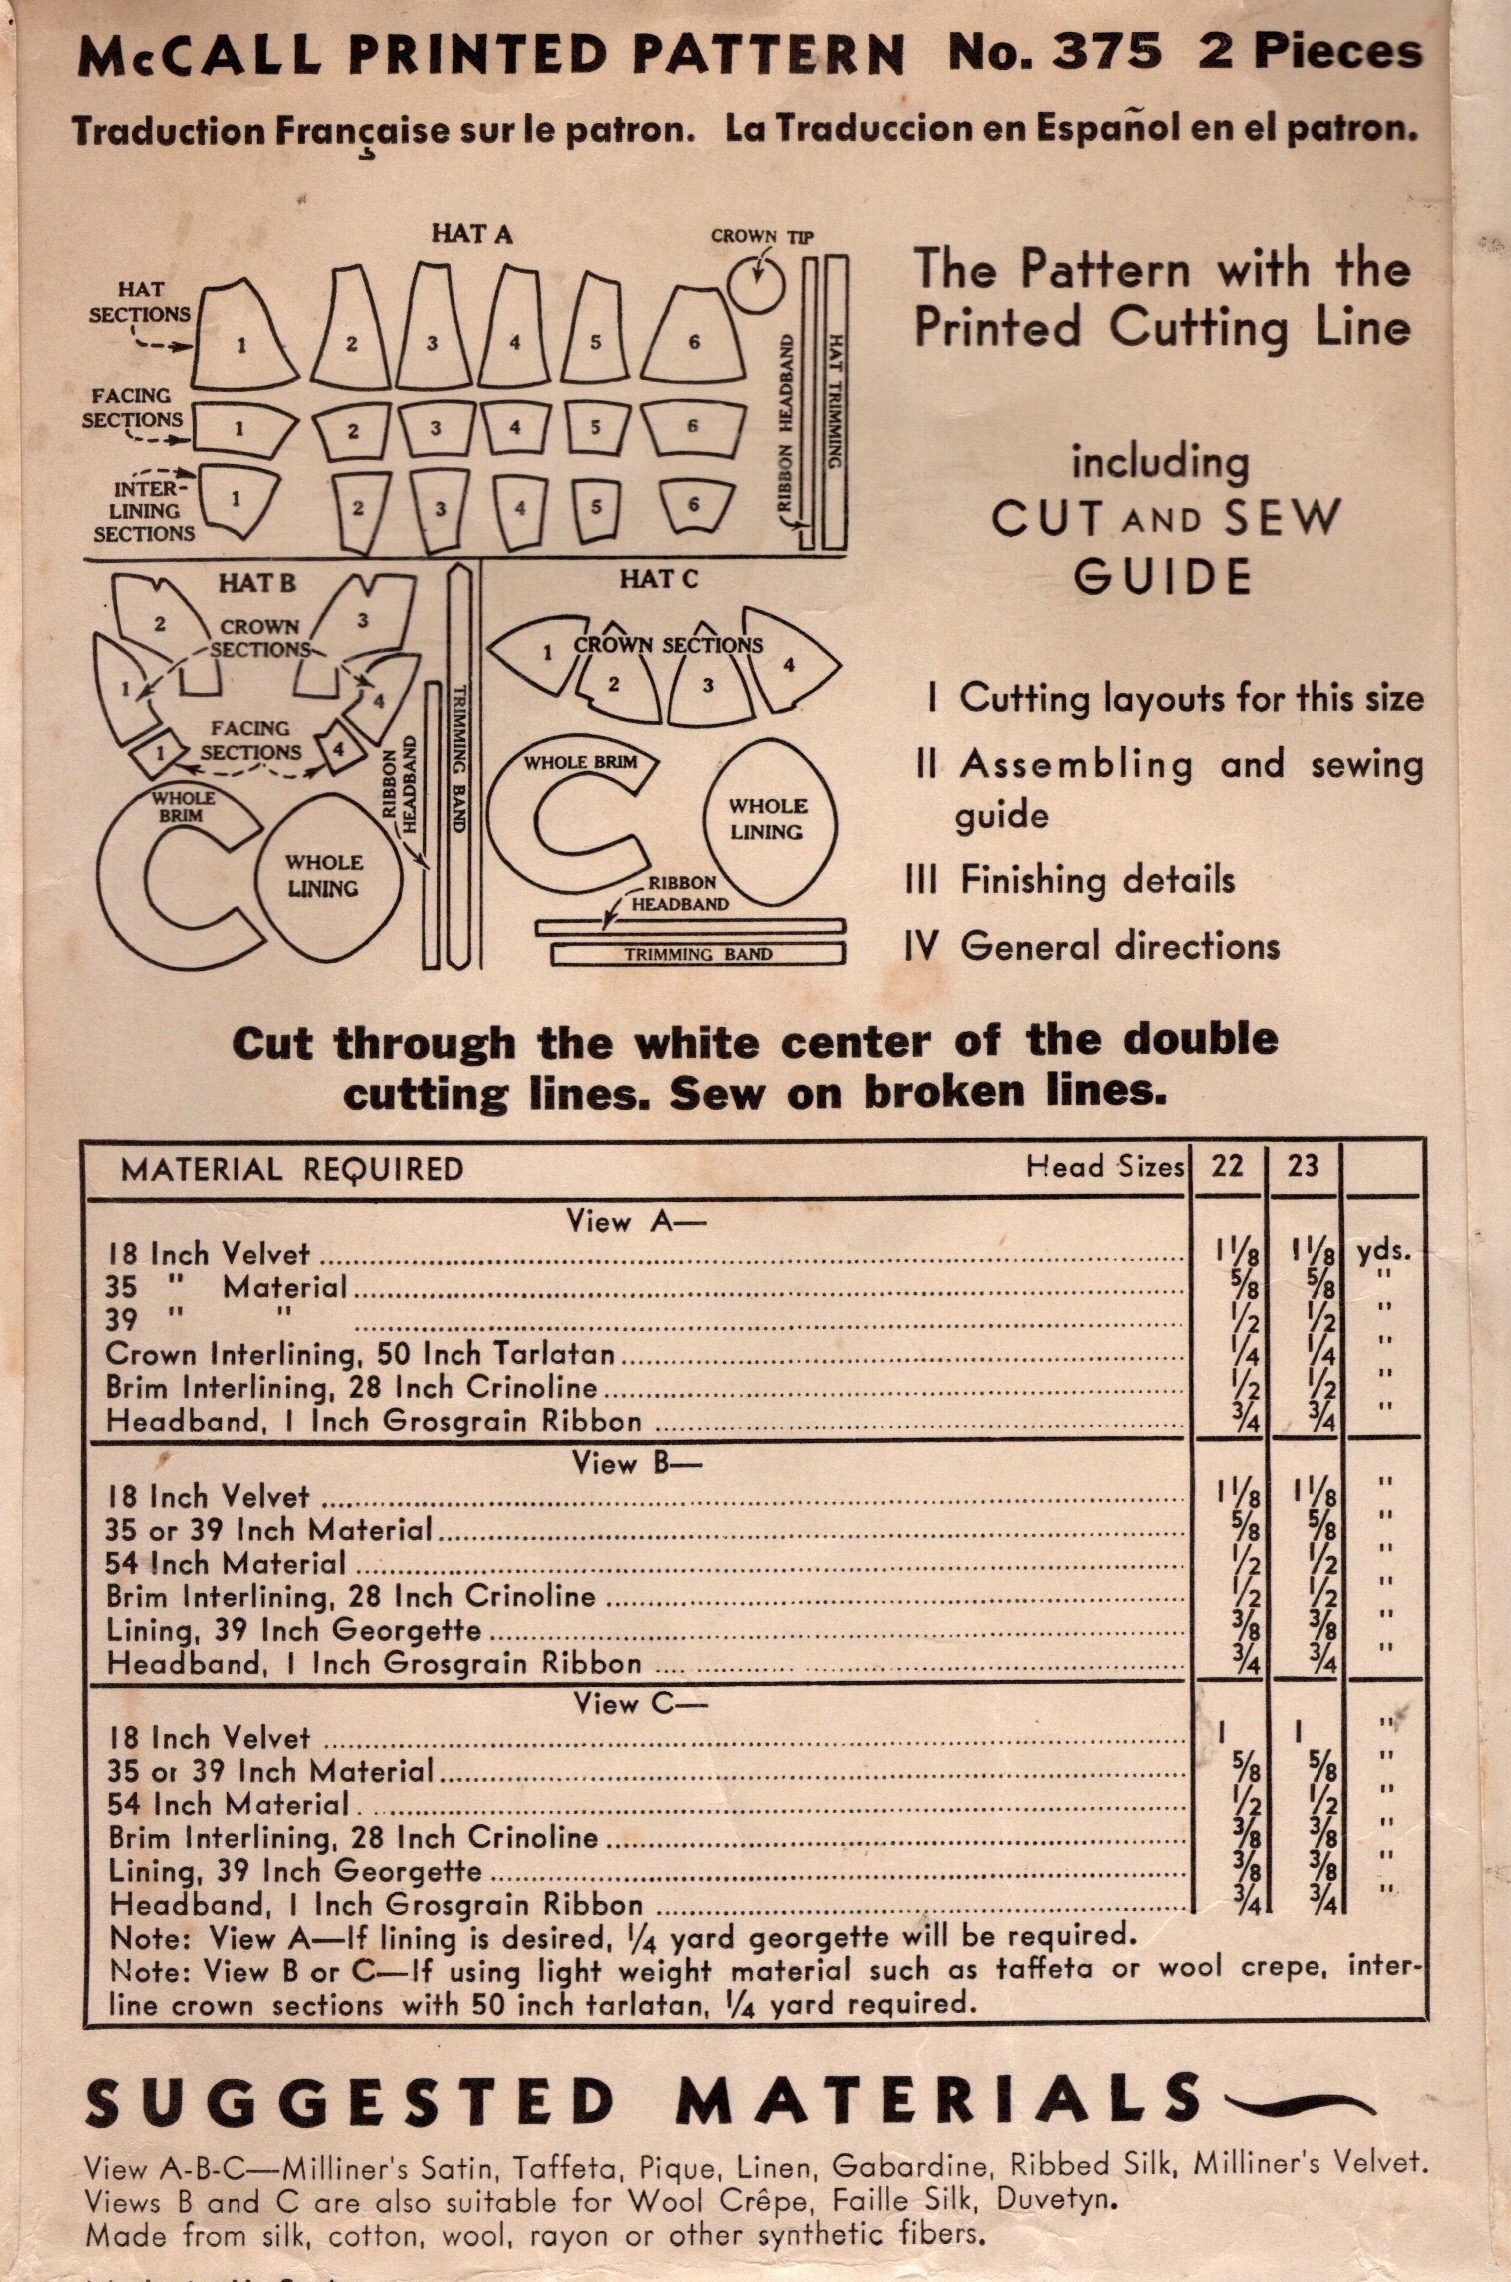 McCALL PRINTED PATTERN No. 375 2 Pieces
Traduction Française sur le patron. La Traduccion en Español en el patron.
HAT A
CROWN TIP
HAT
SECTIONS
1 2 3 4 5 6
FACING
SECTIONS
1 2 3 4 5 6
INTER-
LINING
SECTIONS
1 2 3 4 5 6
RIBBON HEADBAND
HAT TRIMMING
HAT B
2 3
CROWN
SECTIONS
1 4
FACING
SECTIONS
1 4
WHOLE
BRIM
WHOLE
LINING
RIBBON
HEADBAND
TRIMMING BAND
HAT C
CROWN SECTIONS
1 2 3 4
WHOLE BRIM
WHOLE
LINING
RIBBON
HEADBAND
TRIMMING BAND
The Pattern with the
Printed Cutting Line
including
CUT AND SEW
GUIDE
I Cutting layouts for this size
II Assembling and sewing
guide
III Finishing details
IV General directions
Cut through the white center of the double
cutting lines. Sew on broken lines.
MATERIAL REQUIRED Head Sizes 22 23
View A—
18 Inch Velvet 1 1/8 1 1/8 yds.
35 " Material 5/8 5/8 "
39 " " 1/2 1/2 "
Crown Interlining, 50 Inch Tarlatan 1/4 1/4 "
Brim Interlining, 28 Inch Crinoline 1/2 1/2 "
Headband, 1 Inch Grosgrain Ribbon 3/4 3/4 "
View B—
18 Inch Velvet 1 1/8 1 1/8 "
35 or 39 Inch Material 5/8 5/8 "
54 Inch Material 1/2 1/2 "
Brim Interlining, 28 Inch Crinoline 1/2 1/2 "
Lining, 39 Inch Georgette 3/8 3/8 "
Headband, 1 Inch Grosgrain Ribbon 3/4 3/4 "
View C—
18 Inch Velvet 1 1 "
35 or 39 Inch Material 5/8 5/8 "
54 Inch Material 1/2 1/2 "
Brim Interlining, 28 Inch Crinoline 3/8 3/8 "
Lining, 39 Inch Georgette 3/8 3/8 "
Headband, 1 Inch Grosgrain Ribbon 3/4 3/4 "
Note: View A—If lining is desired, 1/4 yard georgette will be required.
Note: View B or C—If using light weight material such as taffeta or wool crepe, inter-
line crown sections with 50 inch tarlatan, 1/4 yard required.
SUGGESTED MATERIALS
View A-B-C—Milliner's Satin, Taffeta, Pique, Linen, Gabardine, Ribbed Silk, Milliner's Velvet.
Views B and C are also suitable for Wool Crêpe, Faille Silk, Duvetyn.
Made from silk, cotton, wool, rayon or other synthetic fibers.